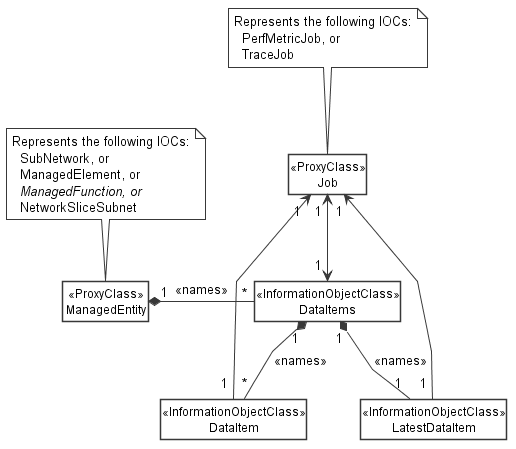 Represents the following IOCs:
PerfMetricJob, or
TraceJob
Represents the following IOCs:
SubNetwork, or
ManagedElement, or
ManagedFunction, or
NetworkSliceSubnet
«ProxyClass»
Job
1 1 1
1
«ProxyClass»
ManagedEntity
1 «names» *
«InformationObjectClass»
DataItems
1 1
«names» «names»
1 * 1 1
«InformationObjectClass»
DataItem
«InformationObjectClass»
LatestDataItem